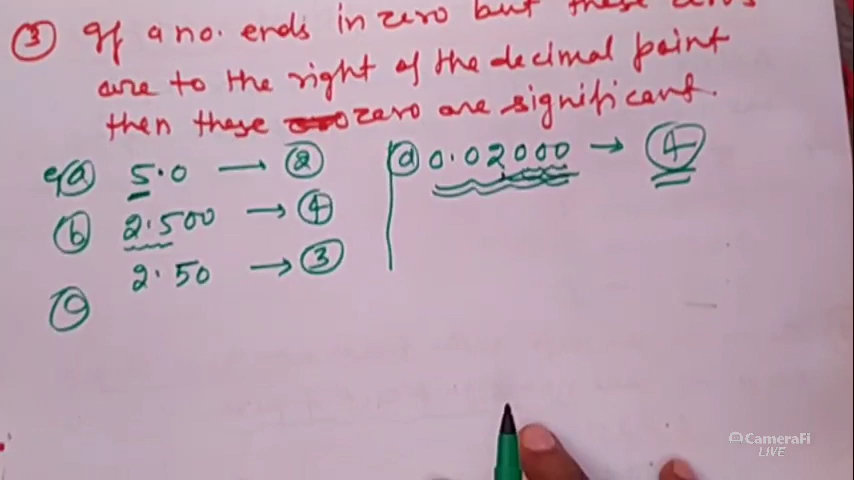 ③ If a no. ends in zero but these zeros
are to the right of the decimal point
then these zero are significant.
eg (a) 5.0 → ②
(b) 2.500 → ④
2.50 → ③
(c)
(d) 0.02000 → ④
CameraFi
LIVE